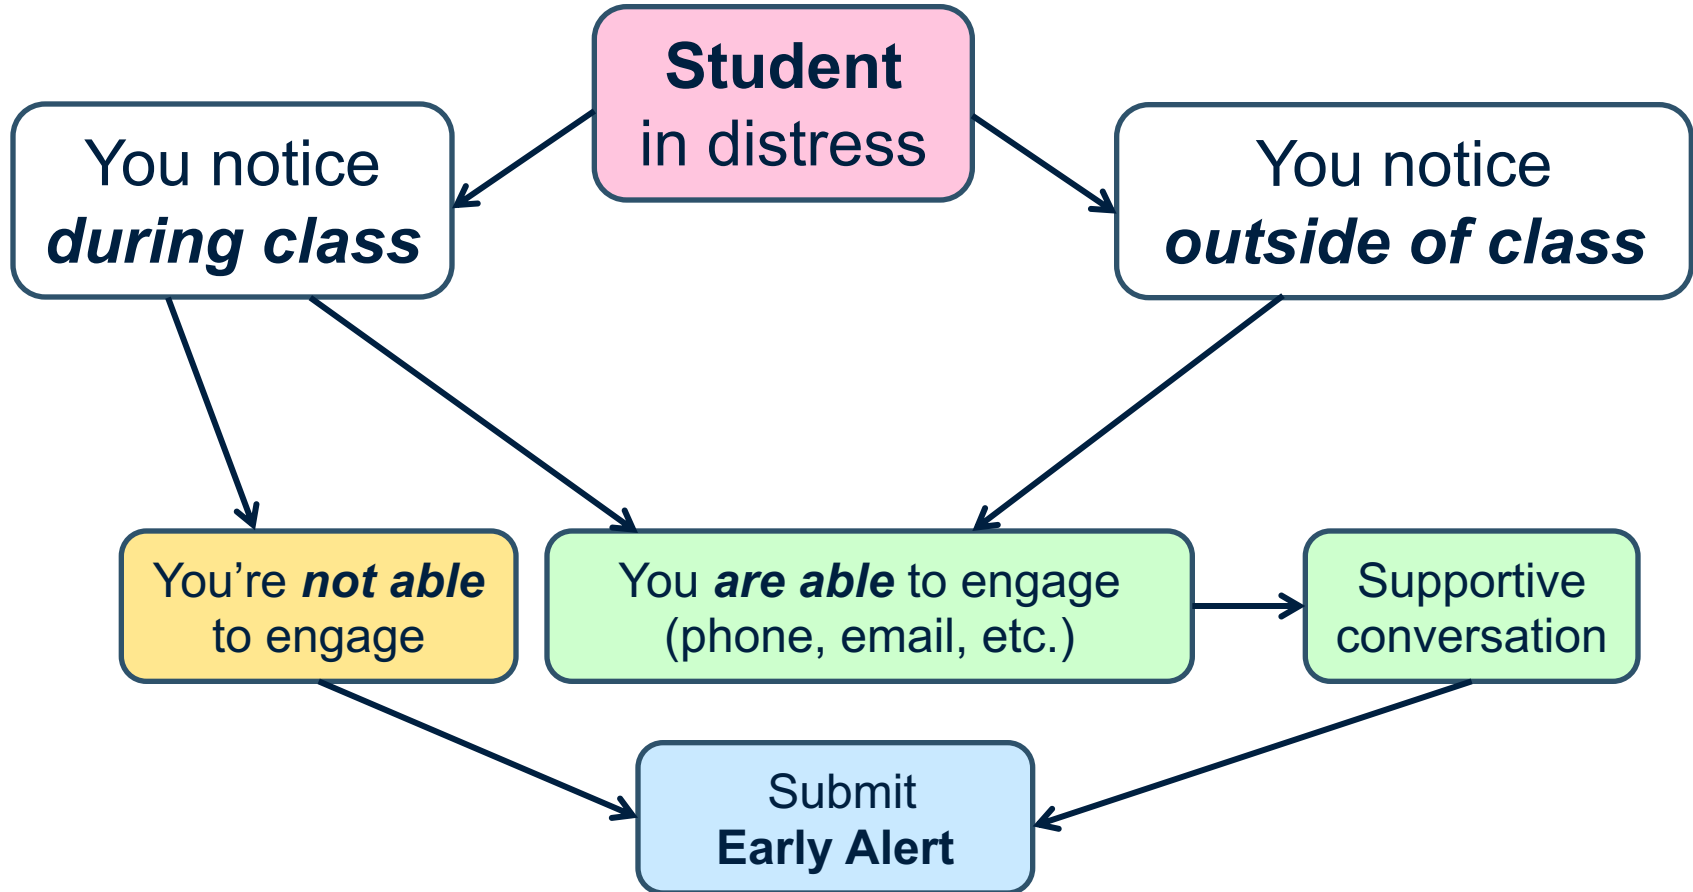 Student
in distress
You notice
during class
You notice
outside of class
You’re not able
to engage
You are able to engage
(phone, email, etc.)
Supportive
conversation
Submit
Early Alert